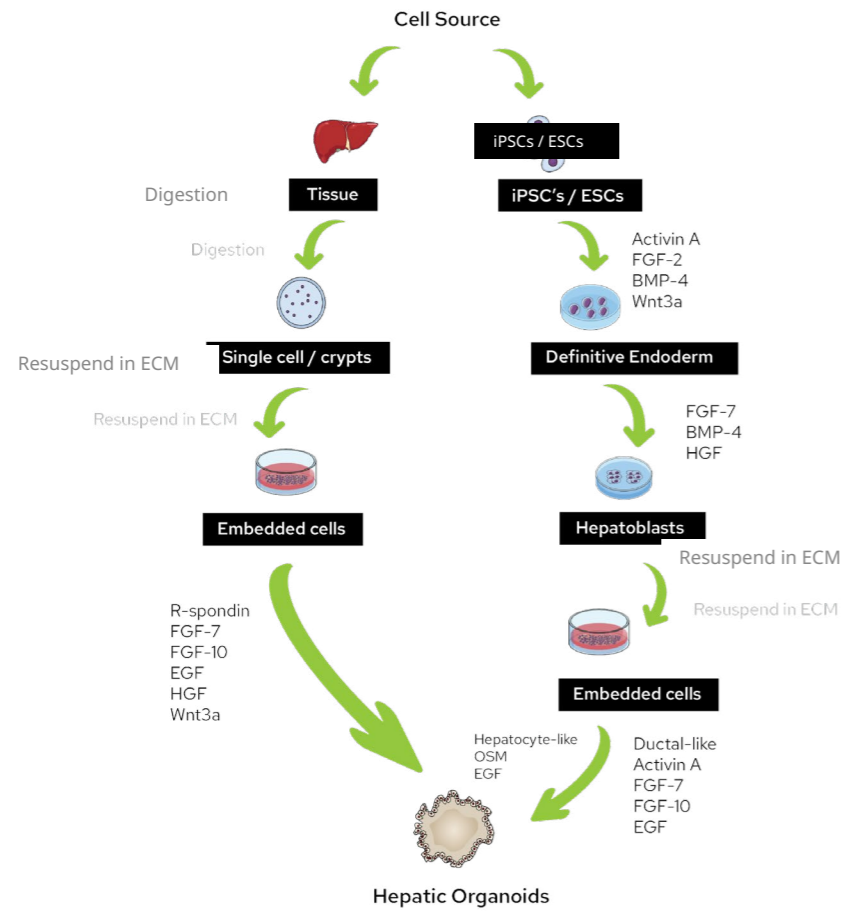 Cell Source
iPSCs / ESCs
Digestion
Tissue
iPSC's / ESCs
Digestion
Activin A
FGF-2
BMP-4
Wnt3a
Resuspend in ECM
Single cell / crypts
Definitive Endoderm
Resuspend in ECM
FGF-7
BMP-4
HGF
Embedded cells
Hepatoblasts
Resuspend in ECM
Resuspend in ECM
R-spondin
FGF-7
FGF-10
EGF
HGF
Wnt3a
Embedded cells
Hepatocyte-like
OSM
EGF
Ductal-like
Activin A
FGF-7
FGF-10
EGF
Hepatic Organoids